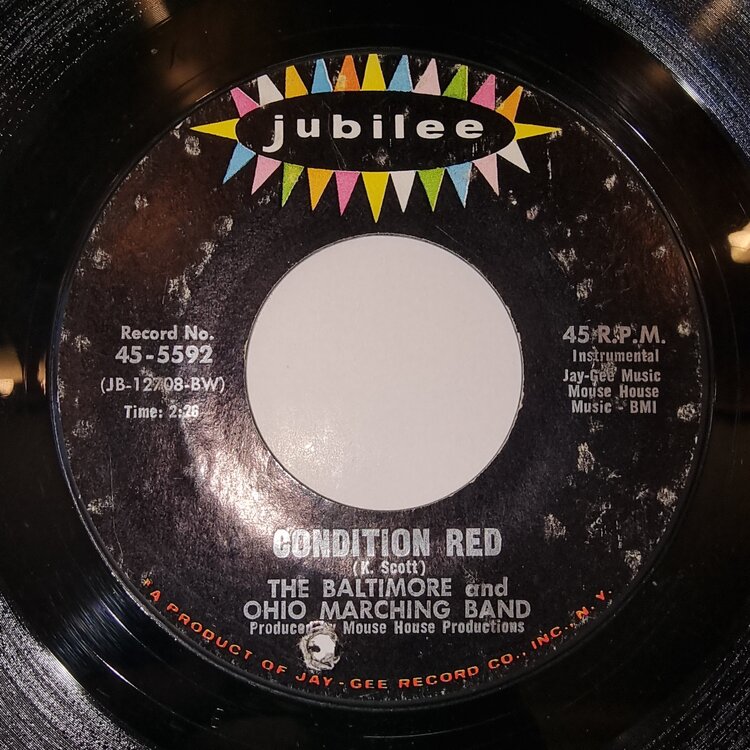 jubilee
Record No.
45-5592
(JB-12708-BW)
Time: 2:26
45 R.P.M.
Instrumental
Jay-Gee Music
Mouse House
Music - BMI
CONDITION RED
(K. Scott)
THE BALTIMORE and
OHIO MARCHING BAND
Produced by Mouse House Productions
A PRODUCT OF JAY-GEE RECORD CO., INC., N. Y.